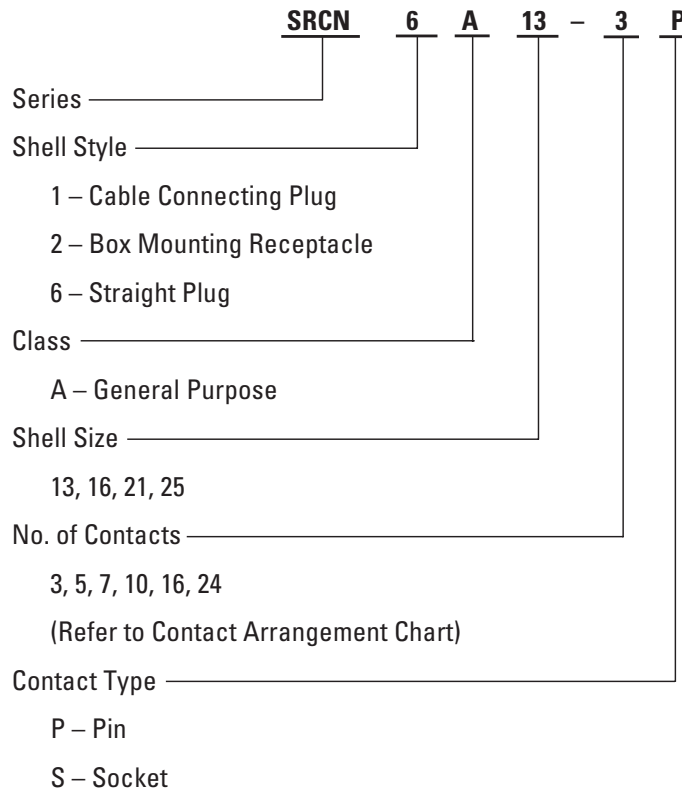 SRCN 6 A 13 – 3 P
Series
Shell Style
1 – Cable Connecting Plug
2 – Box Mounting Receptacle
6 – Straight Plug
Class
A – General Purpose
Shell Size
13, 16, 21, 25
No. of Contacts
3, 5, 7, 10, 16, 24
(Refer to Contact Arrangement Chart)
Contact Type
P – Pin
S – Socket